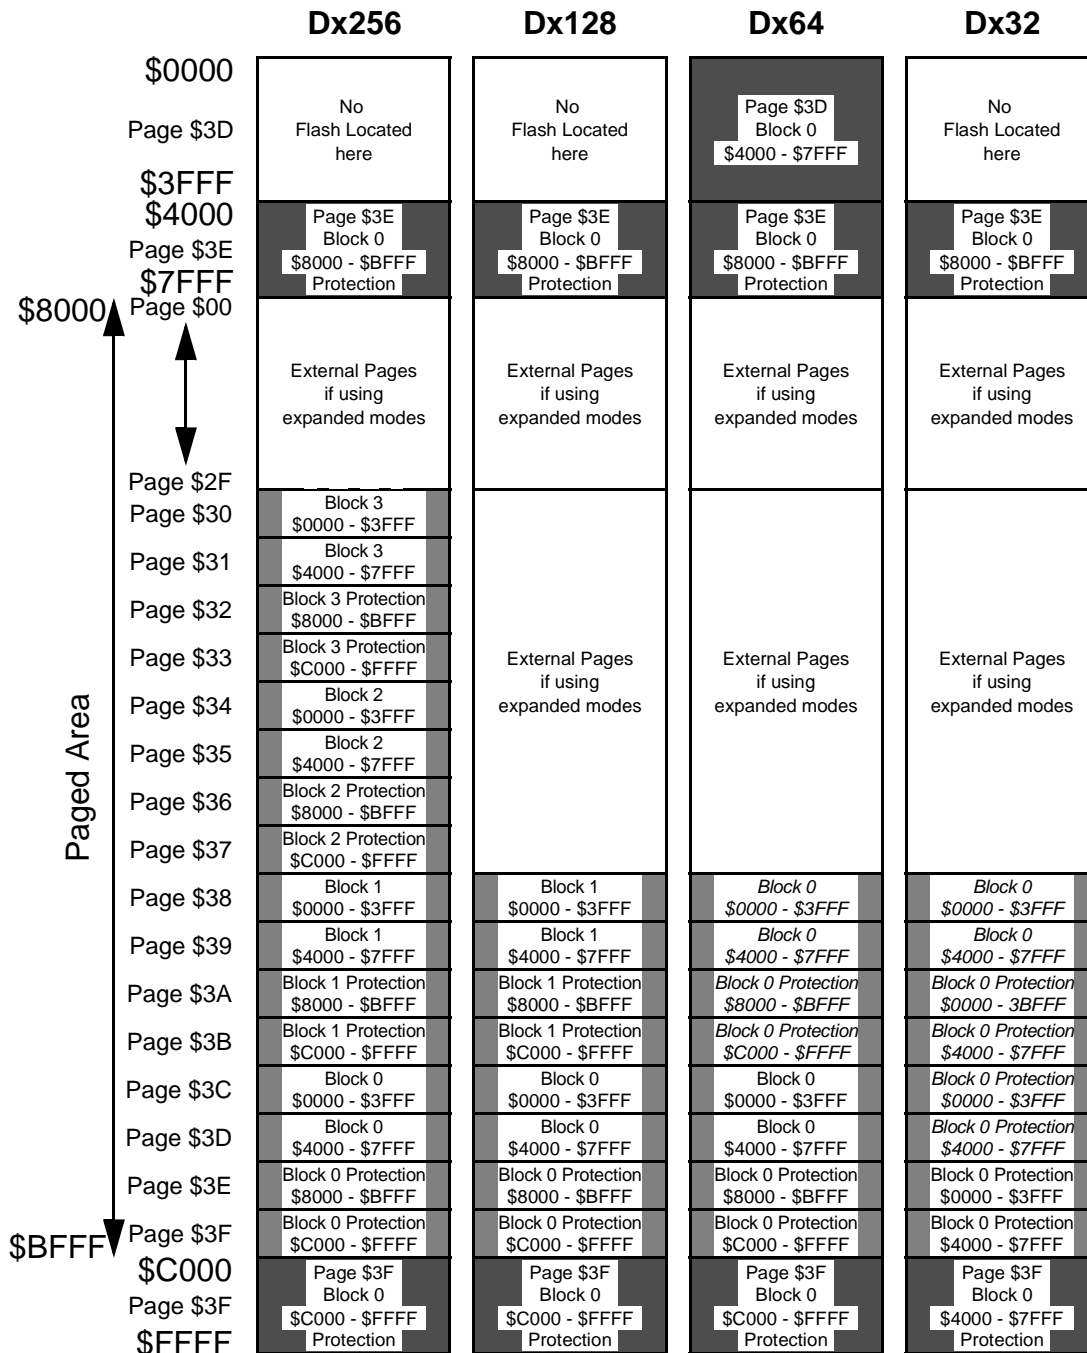 Dx256 Dx128 Dx64 Dx32
$0000
Page $3D
$3FFF
No
Flash Located
here
No
Flash Located
here
Page $3D
Block 0
$4000 - $7FFF
No
Flash Located
here
$4000
Page $3E
$7FFF
Page $3E
Block 0
$8000 - $BFFF
Protection
Page $3E
Block 0
$8000 - $BFFF
Protection
Page $3E
Block 0
$8000 - $BFFF
Protection
Page $3E
Block 0
$8000 - $BFFF
Protection
$8000
Page $00
External Pages
if using
expanded modes
External Pages
if using
expanded modes
External Pages
if using
expanded modes
External Pages
if using
expanded modes
Page $2F
Paged Area
Page $30
Block 3
$0000 - $3FFF
Page $31
Block 3
$4000 - $7FFF
Page $32
Block 3 Protection
$8000 - $BFFF
Page $33
Block 3 Protection
$C000 - $FFFF
Page $34
Block 2
$0000 - $3FFF
Page $35
Block 2
$4000 - $7FFF
Page $36
Block 2 Protection
$8000 - $BFFF
Page $37
Block 2 Protection
$C000 - $FFFF
External Pages
if using
expanded modes
External Pages
if using
expanded modes
External Pages
if using
expanded modes
Page $38
Block 1
$0000 - $3FFF
Block 1
$0000 - $3FFF
Block 0
$0000 - $3FFF
Block 0
$0000 - $3FFF
Page $39
Block 1
$4000 - $7FFF
Block 1
$4000 - $7FFF
Block 0
$4000 - $7FFF
Block 0
$4000 - $7FFF
Page $3A
Block 1 Protection
$8000 - $BFFF
Block 1 Protection
$8000 - $BFFF
Block 0 Protection
$8000 - $BFFF
Block 0 Protection
$0000 - 3BFFF
Page $3B
Block 1 Protection
$C000 - $FFFF
Block 1 Protection
$C000 - $FFFF
Block 0 Protection
$C000 - $FFFF
Block 0 Protection
$4000 - $7FFF
Page $3C
Block 0
$0000 - $3FFF
Block 0
$0000 - $3FFF
Block 0
$0000 - $3FFF
Block 0 Protection
$0000 - $3FFF
Page $3D
Block 0
$4000 - $7FFF
Block 0
$4000 - $7FFF
Block 0
$4000 - $7FFF
Block 0 Protection
$4000 - $7FFF
Page $3E
Block 0 Protection
$8000 - $BFFF
Block 0 Protection
$8000 - $BFFF
Block 0 Protection
$8000 - $BFFF
Block 0 Protection
$0000 - $3FFF
Page $3F
Block 0 Protection
$C000 - $FFFF
Block 0 Protection
$C000 - $FFFF
Block 0 Protection
$C000 - $FFFF
Block 0 Protection
$4000 - $7FFF
$BFFF
$C000
Page $3F
$FFFF
Page $3F
Block 0
$C000 - $FFFF
Protection
Page $3F
Block 0
$C000 - $FFFF
Protection
Page $3F
Block 0
$C000 - $FFFF
Protection
Page $3F
Block 0
$4000 - $7FFF
Protection